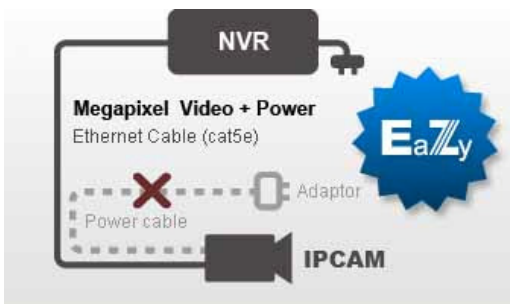 NVR
Megapixel Video + Power
Ethernet Cable (cat5e)
EaZy
Adaptor
Power cable
IPCAM